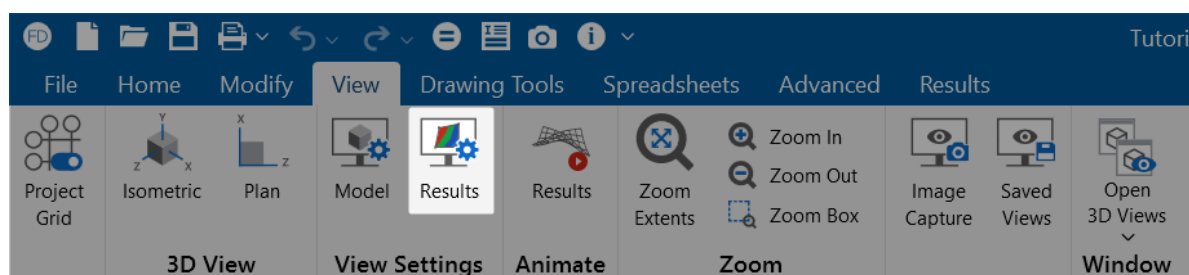 FD
Tutori
File Home Modify View Drawing Tools Spreadsheets Advanced Results
Y X
Z X Z
Project Grid
Isometric
Plan
Model
Results
Results
Zoom Extents
Zoom In
Zoom Out
Zoom Box
Image Capture
Saved Views
Open 3D Views
3D View View Settings Animate Zoom Window